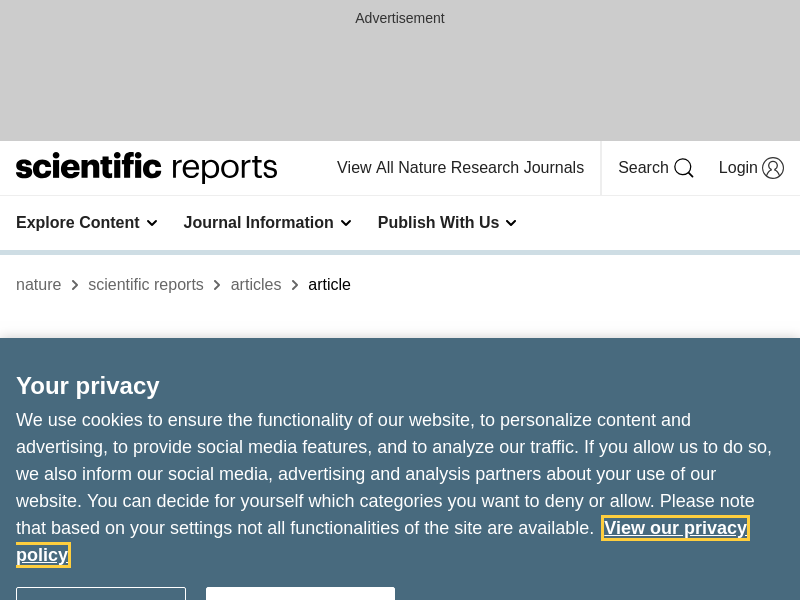 Advertisement
scientific reports
View All Nature Research Journals
Search
Login
Explore Content
Journal Information
Publish With Us
nature
scientific reports
articles
article
Your privacy
We use cookies to ensure the functionality of our website, to personalize content and
advertising, to provide social media features, and to analyze our traffic. If you allow us to do so,
we also inform our social media, advertising and analysis partners about your use of our
website. You can decide for yourself which categories you want to deny or allow. Please note
that based on your settings not all functionalities of the site are available. View our privacy
policy